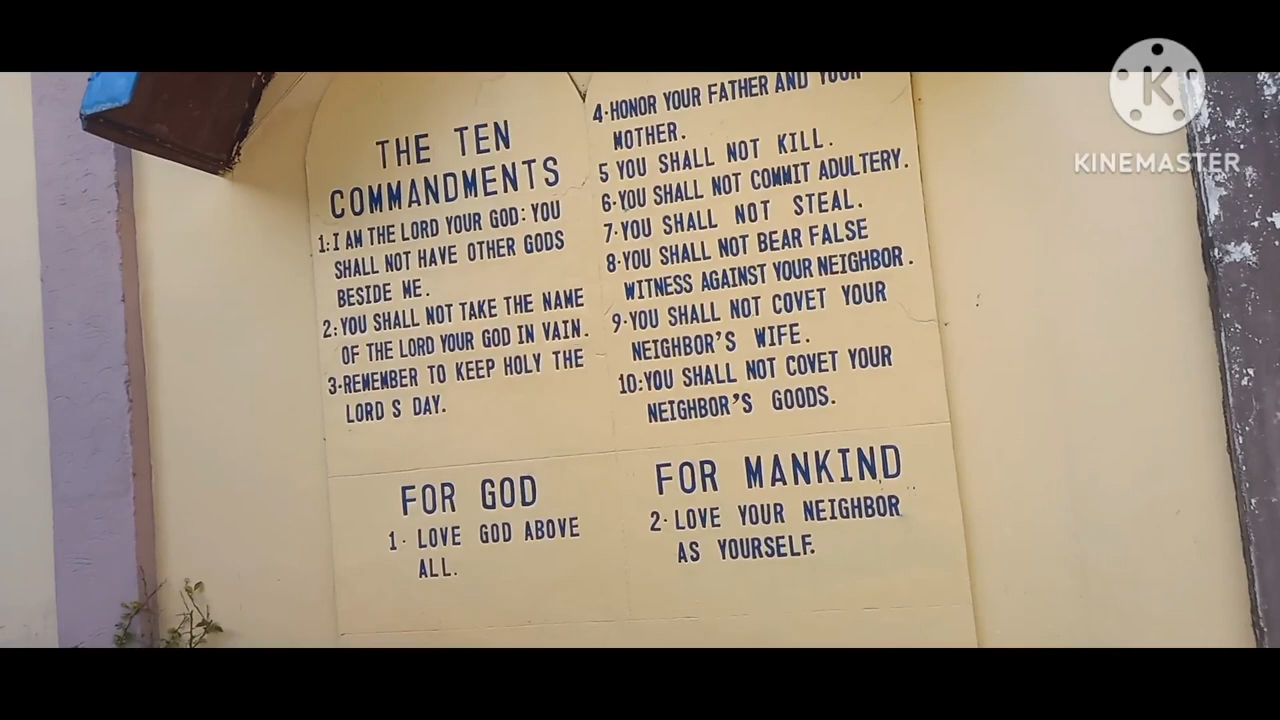 THE TEN
COMMANDMENTS
1:I AM THE LORD YOUR GOD: YOU
SHALL NOT HAVE OTHER GODS
BESIDE ME.
2:YOU SHALL NOT TAKE THE NAME
OF THE LORD YOUR GOD IN VAIN.
3·REMEMBER TO KEEP HOLY THE
LORD S DAY.
4·HONOR YOUR FATHER AND YOUR
MOTHER.
5 YOU SHALL NOT KILL.
6·YOU SHALL NOT COMMIT ADULTERY.
7·YOU SHALL NOT STEAL.
8·YOU SHALL NOT BEAR FALSE
WITNESS AGAINST YOUR NEIGHBOR.
9·YOU SHALL NOT COVET YOUR
NEIGHBOR'S WIFE.
10:YOU SHALL NOT COVET YOUR
NEIGHBOR'S GOODS.
FOR GOD
1· LOVE GOD ABOVE
ALL.
FOR MANKIND
2· LOVE YOUR NEIGHBOR
AS YOURSELF.
K
KINEMASTER